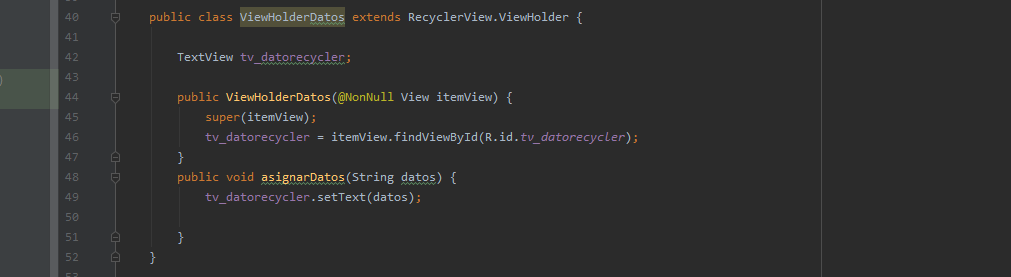 40 public class ViewHolderDatos extends RecyclerView.ViewHolder {
41
42 TextView tv_datorecycler;
43
44 public ViewHolderDatos(@NonNull View itemView) {
45 super(itemView);
46 tv_datorecycler = itemView.findViewById(R.id.tv_datorecycler);
47 }
48 public void asignarDatos(String datos) {
49 tv_datorecycler.setText(datos);
50
51 }
52 }